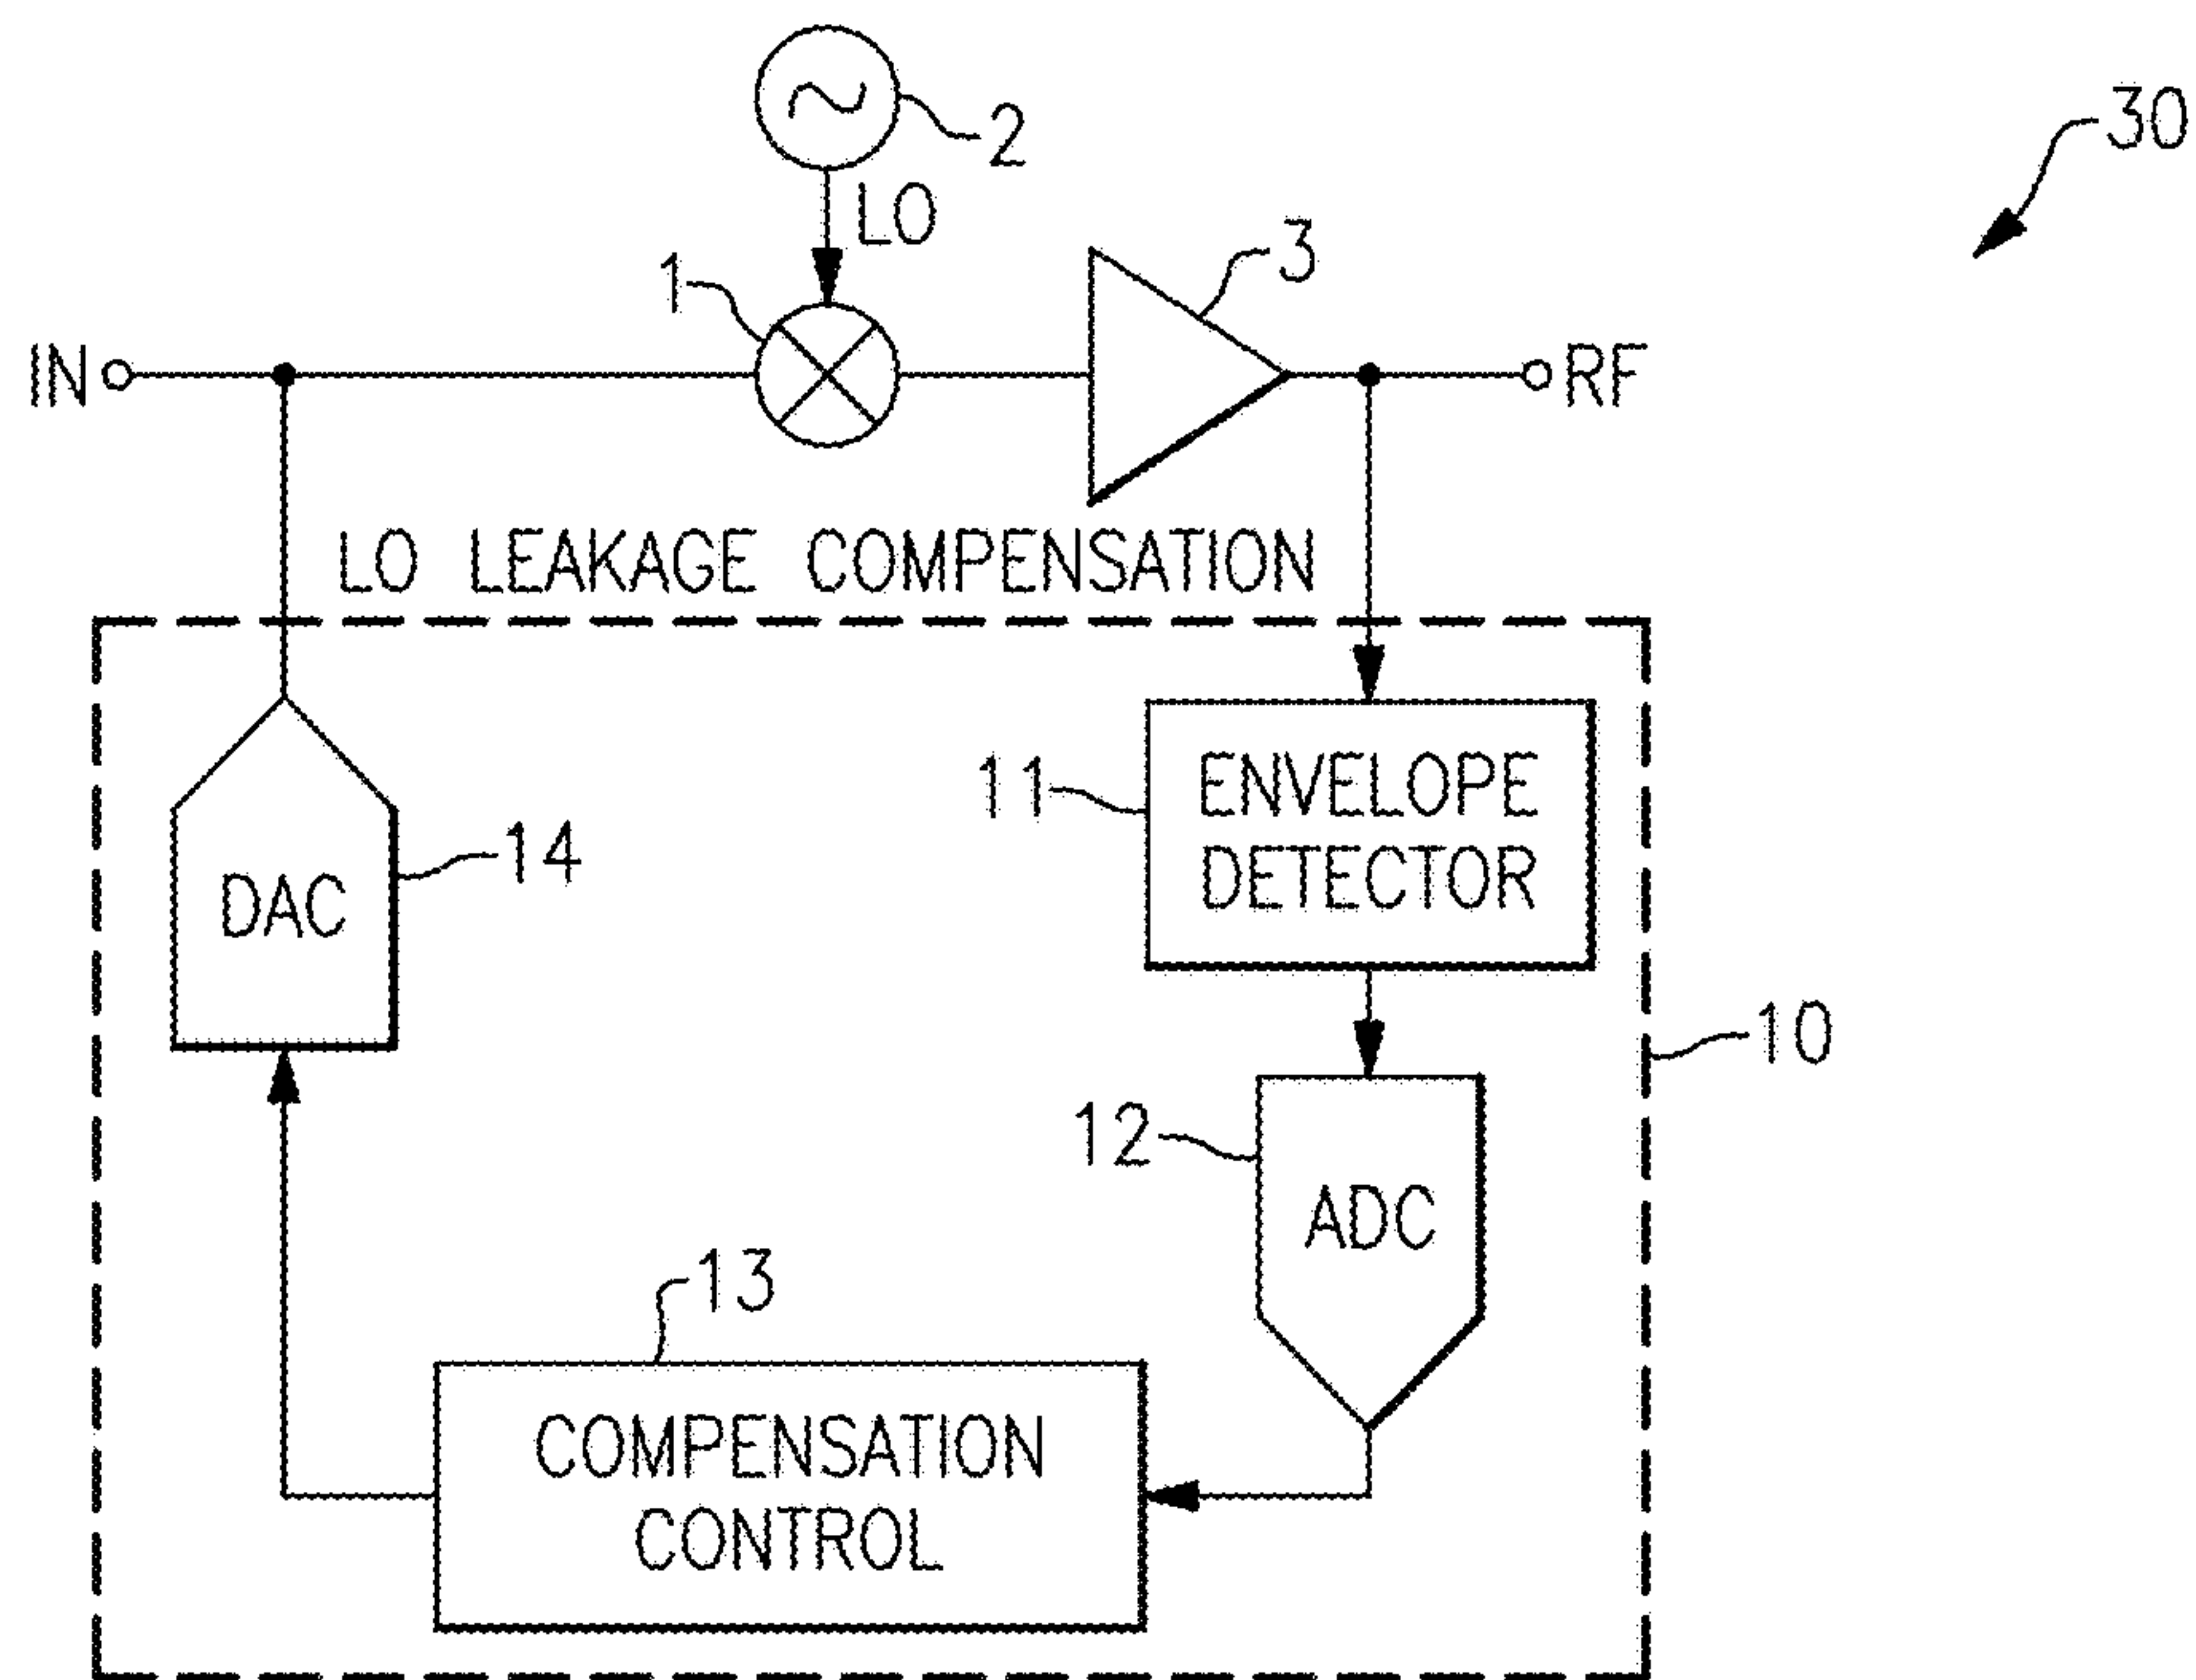 2
30
LO
1
3
IN
RF
LO LEAKAGE COMPENSATION
11
ENVELOPE
DETECTOR
14
DAC
10
12
ADC
13
COMPENSATION
CONTROL